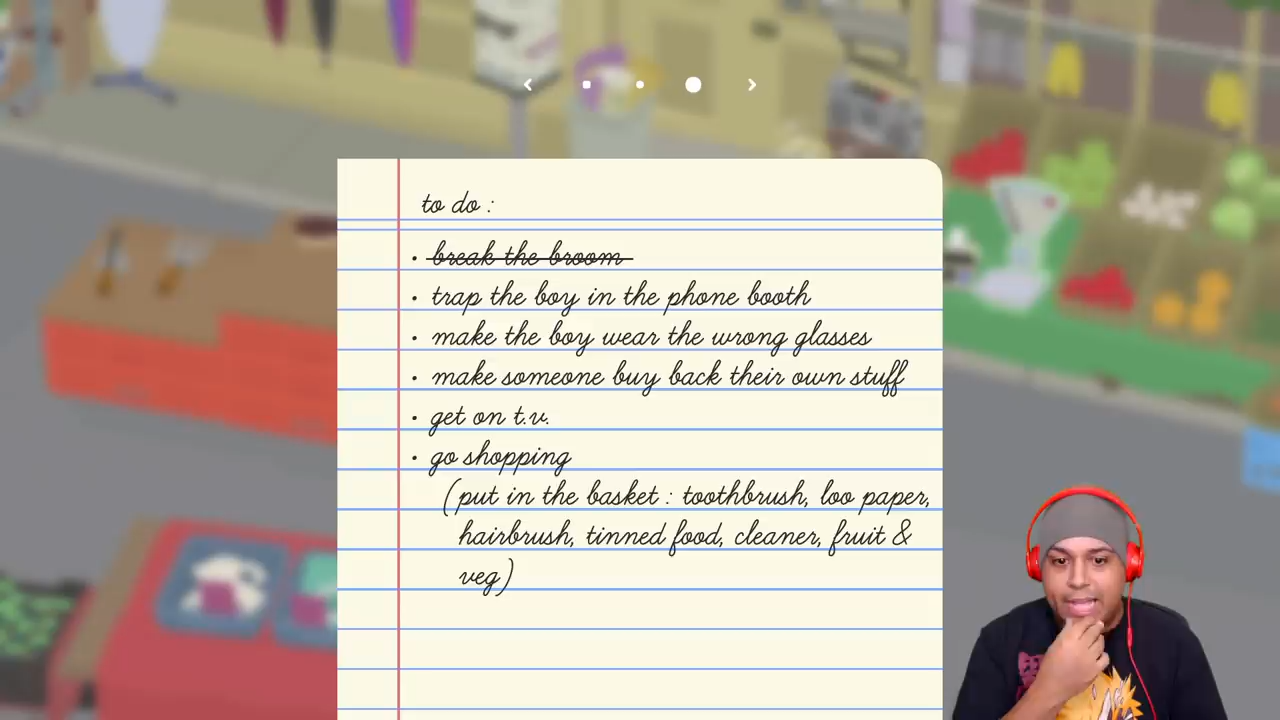 to do :
• break the broom
• trap the boy in the phone booth
• make the boy wear the wrong glasses
• make someone buy back their own stuff
• get on t.v.
• go shopping
(put in the basket : toothbrush, loo paper,
hairbrush, tinned food, cleaner, fruit &
veg)